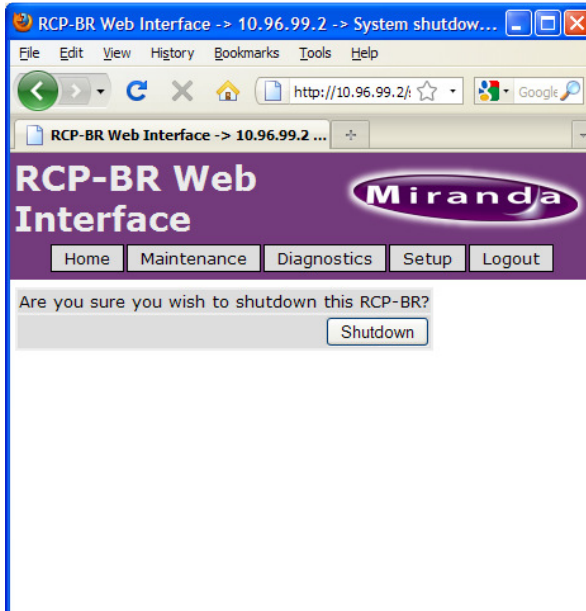 RCP-BR Web Interface -> 10.96.99.2 -> System shutdow...
File Edit View History Bookmarks Tools Help
http://10.96.99.2/ Google
RCP-BR Web Interface -> 10.96.99.2 ...
RCP-BR Web
Interface
Miranda
Home Maintenance Diagnostics Setup Logout
Are you sure you wish to shutdown this RCP-BR?
Shutdown